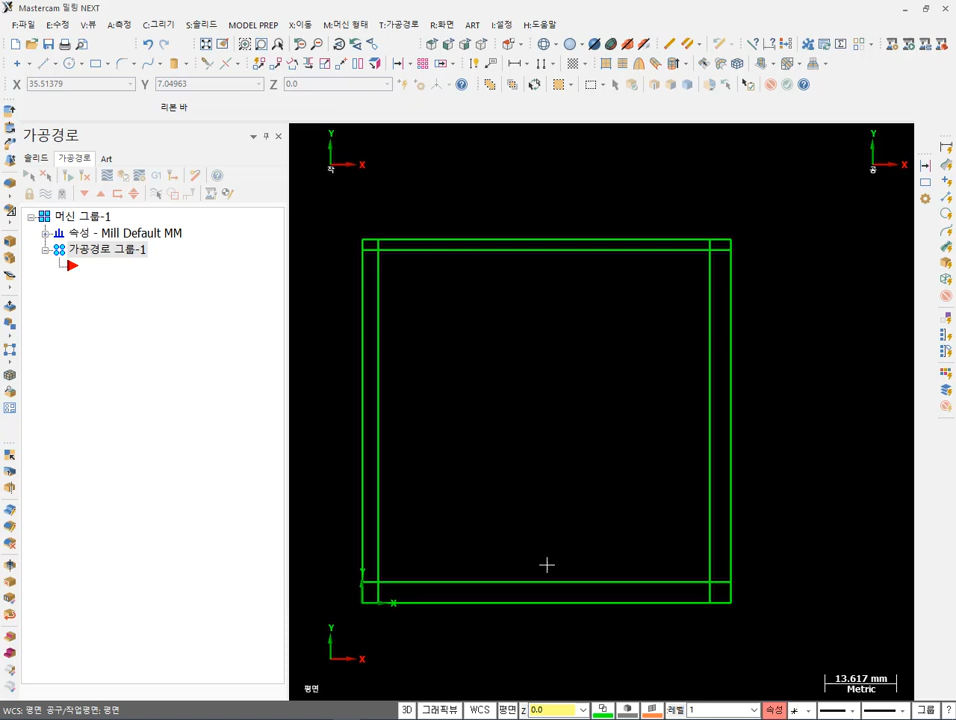 Mastercam 밀링 NEXT
F:파일 E:수정 V:뷰 A:측정 C:그리기 S:솔리드 MODEL PREP X:이동 M:머신 형태 T:가공경로 R:화면 ART I:설정 H:도움말
X 35.51379 Y 7.04963 Z 0.0
리본 바
가공경로
솔리드 가공경로 Art
G1
머신 그룹-1
속성 - Mill Default MM
가공경로 그룹-1
Y Y
X X
작 공
Y
X
Y
X
평면
13.617 mm
Metric
WCS: 평면 공구/작업평면: 평면 3D 그래픽뷰 WCS 평면 Z 0.0 레벨 1 속성 그룹 ?